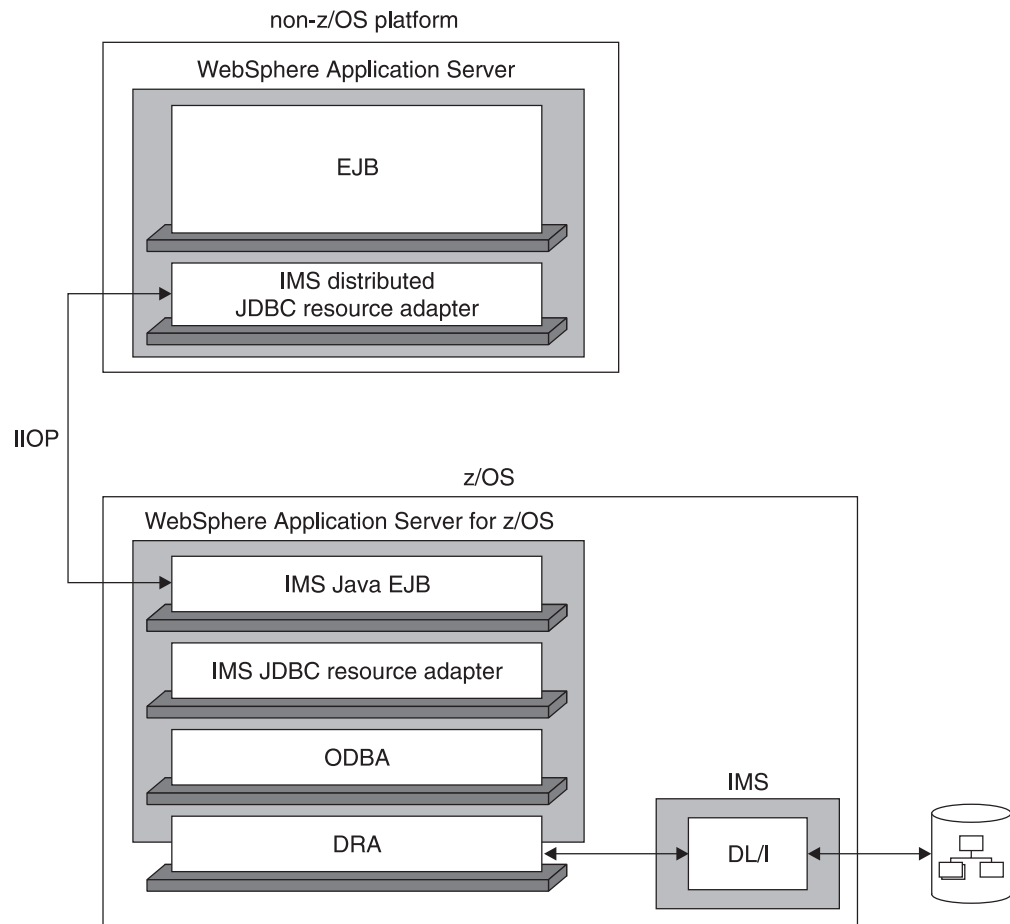 non-z/OS platform
WebSphere Application Server
EJB
IMS distributed
JDBC resource adapter
IIOP
z/OS
WebSphere Application Server for z/OS
IMS Java EJB
IMS JDBC resource adapter
ODBA
IMS
DRA
DL/I